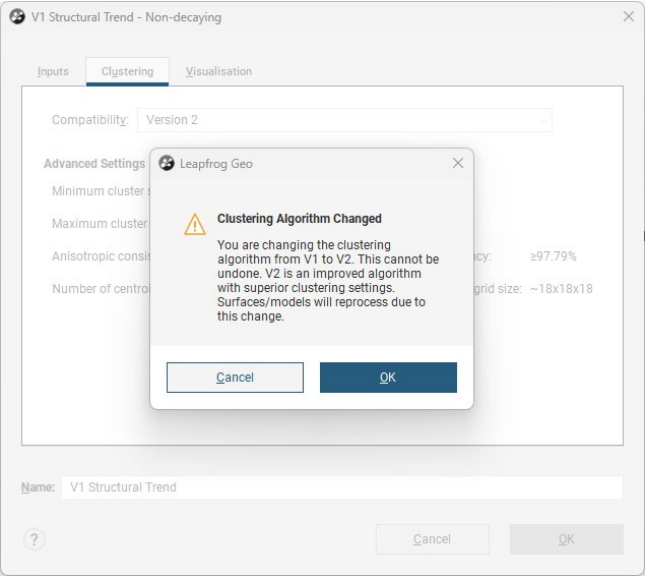 V1 Structural Trend - Non-decaying
Inputs
Clustering
Visualisation
Compatibility: Version 2
Advanced Settings
Leapfrog Geo
Minimum cluster
Maximum cluster
Clustering Algorithm Changed
You are changing the clustering
algorithm from V1 to V2. This cannot be
undone. V2 is an improved algorithm
with superior clustering settings.
Surfaces/models will reprocess due to
this change.
Anisotropic
≥97.79%
Number of
grid size: ~18x18x18
Cancel
OK
Name: V1 Structural Trend
?
Cancel
OK